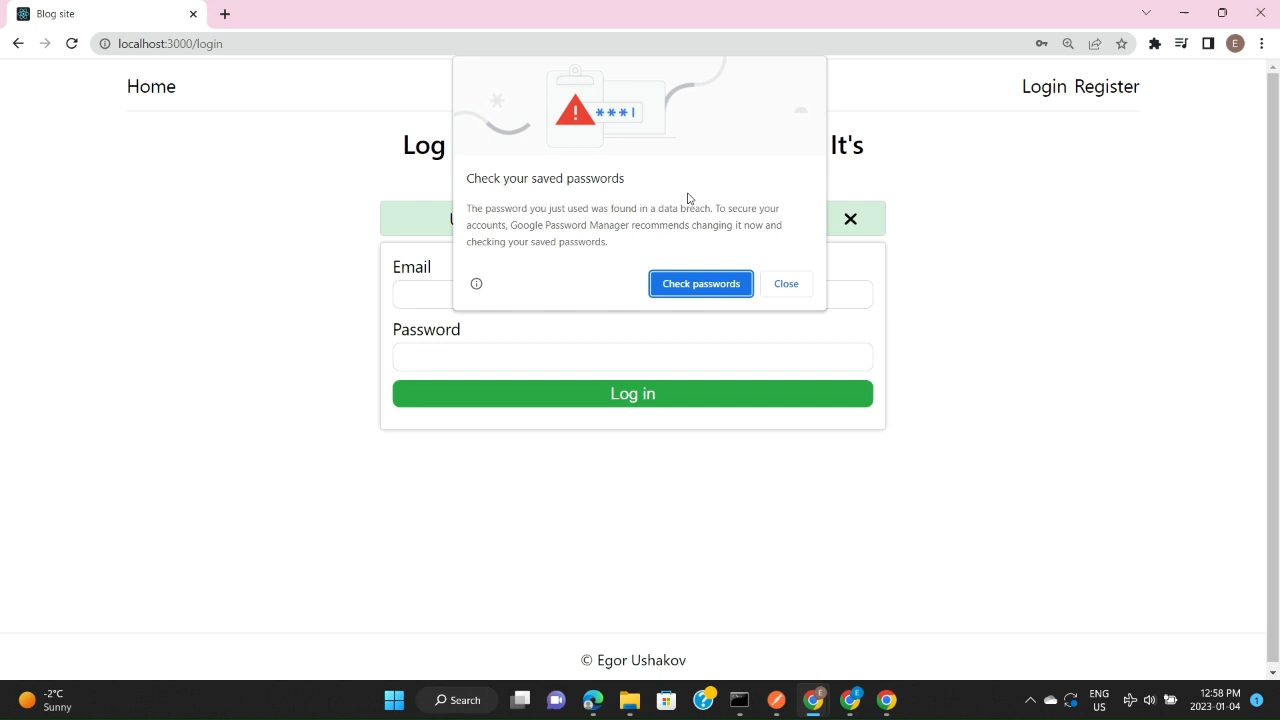 Blog site
localhost:3000/login
E
Home
Login Register
Log
It's
***
Check your saved passwords
The password you just used was found in a data breach. To secure your
accounts, Google Password Manager recommends changing it now and
checking your saved passwords.
Check passwords
Close
Email
Password
Log in
© Egor Ushakov
-2°C
Sunny
Search
ENG
US
12:58 PM
2023-01-04
1